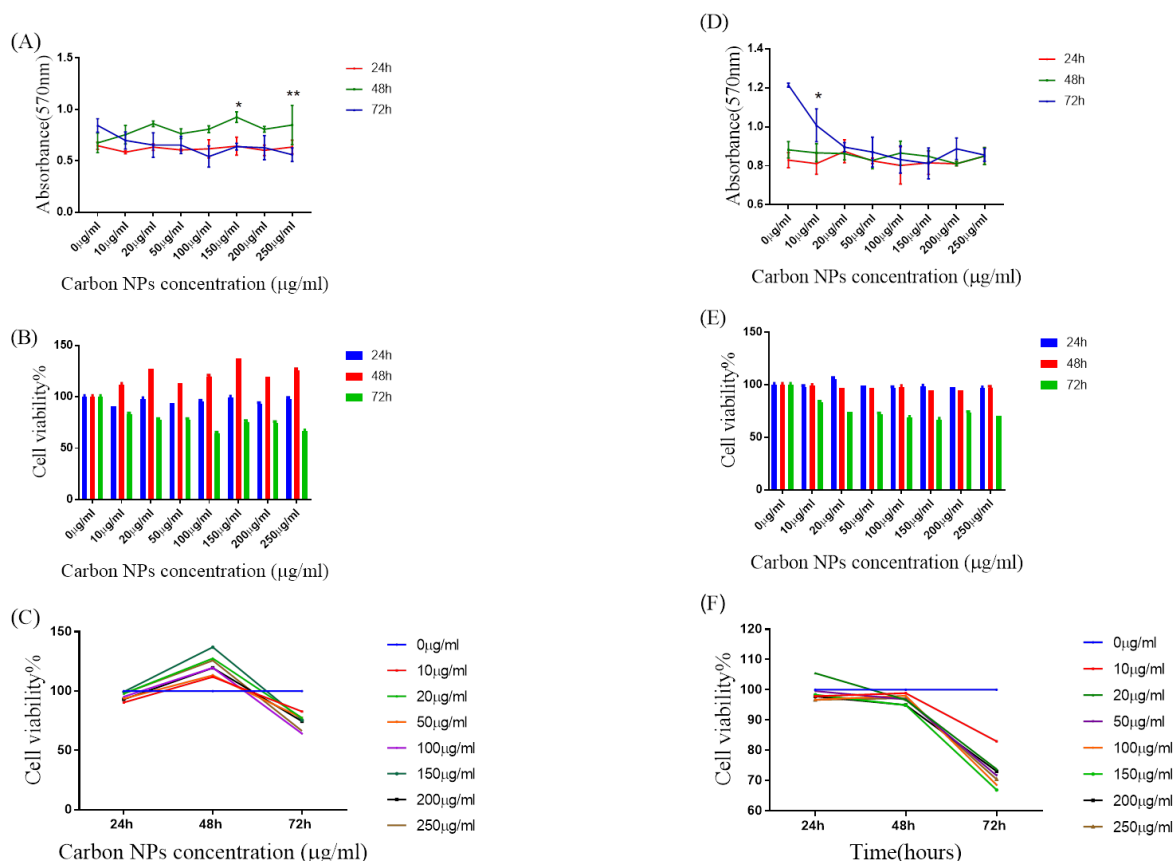 (A)
Absorbance(570nm)
1.5
1.0
0.5
0.0
*
**
24h
48h
72h
0μg/ml
10μg/ml
20μg/ml
50μg/ml
100μg/ml
150μg/ml
200μg/ml
250μg/ml
Carbon NPs concentration (μg/ml)
(D)
Absorbance(570nm)
1.4
1.2
1.0
0.8
0.6
*
24h
48h
72h
0μg/ml
10μg/ml
20μg/ml
50μg/ml
100μg/ml
150μg/ml
200μg/ml
250μg/ml
Carbon NPs concentration (μg/ml)
(B)
Cell viability%
150
100
50
0
24h
48h
72h
0μg/ml
10μg/ml
20μg/ml
50μg/ml
100μg/ml
150μg/ml
200μg/ml
250μg/ml
Carbon NPs concentration (μg/ml)
(E)
Cell viability%
150
100
50
0
24h
48h
72h
0μg/ml
10μg/ml
20μg/ml
50μg/ml
100μg/ml
150μg/ml
200μg/ml
250μg/ml
Carbon NPs concentration (μg/ml)
(C)
Cell viability%
150
100
50
0
24h
48h
72h
Carbon NPs concentration (μg/ml)
0μg/ml
10μg/ml
20μg/ml
50μg/ml
100μg/ml
150μg/ml
200μg/ml
250μg/ml
(F)
Cell viability%
120
110
100
90
80
70
60
24h
48h
72h
Time(hours)
0μg/ml
10μg/ml
20μg/ml
50μg/ml
100μg/ml
150μg/ml
200μg/ml
250μg/ml